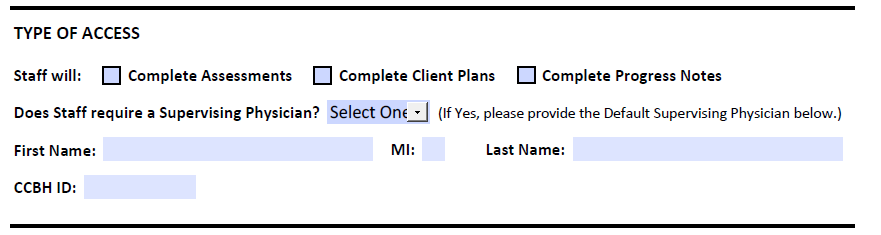 TYPE OF ACCESS
Staff will: Complete Assessments Complete Client Plans Complete Progress Notes
Does Staff require a Supervising Physician? Select One (If Yes, please provide the Default Supervising Physician below.)
First Name: MI: Last Name:
CCBH ID: